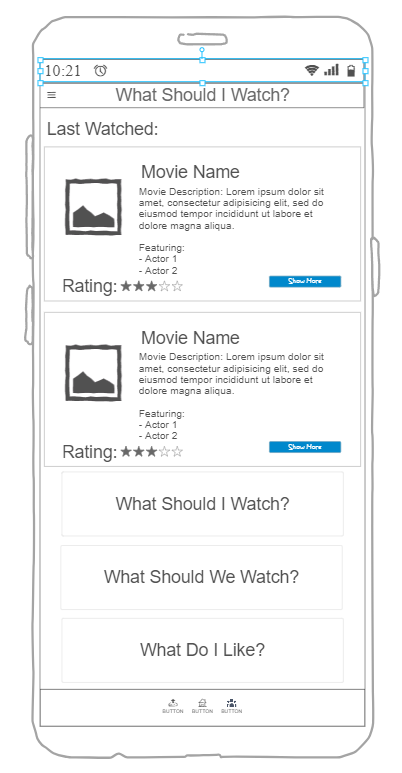 10:21
What Should I Watch?
Last Watched:
Movie Name
Movie Description: Lorem ipsum dolor sit
amet, consectetur adipisicing elit, sed do
eiusmod tempor incididunt ut labore et
dolore magna aliqua.
Featuring:
- Actor 1
- Actor 2
Rating:
Show More
Movie Name
Movie Description: Lorem ipsum dolor sit
amet, consectetur adipisicing elit, sed do
eiusmod tempor incididunt ut labore et
dolore magna aliqua.
Featuring:
- Actor 1
- Actor 2
Rating:
Show More
What Should I Watch?
What Should We Watch?
What Do I Like?
BUTTON BUTTON BUTTON